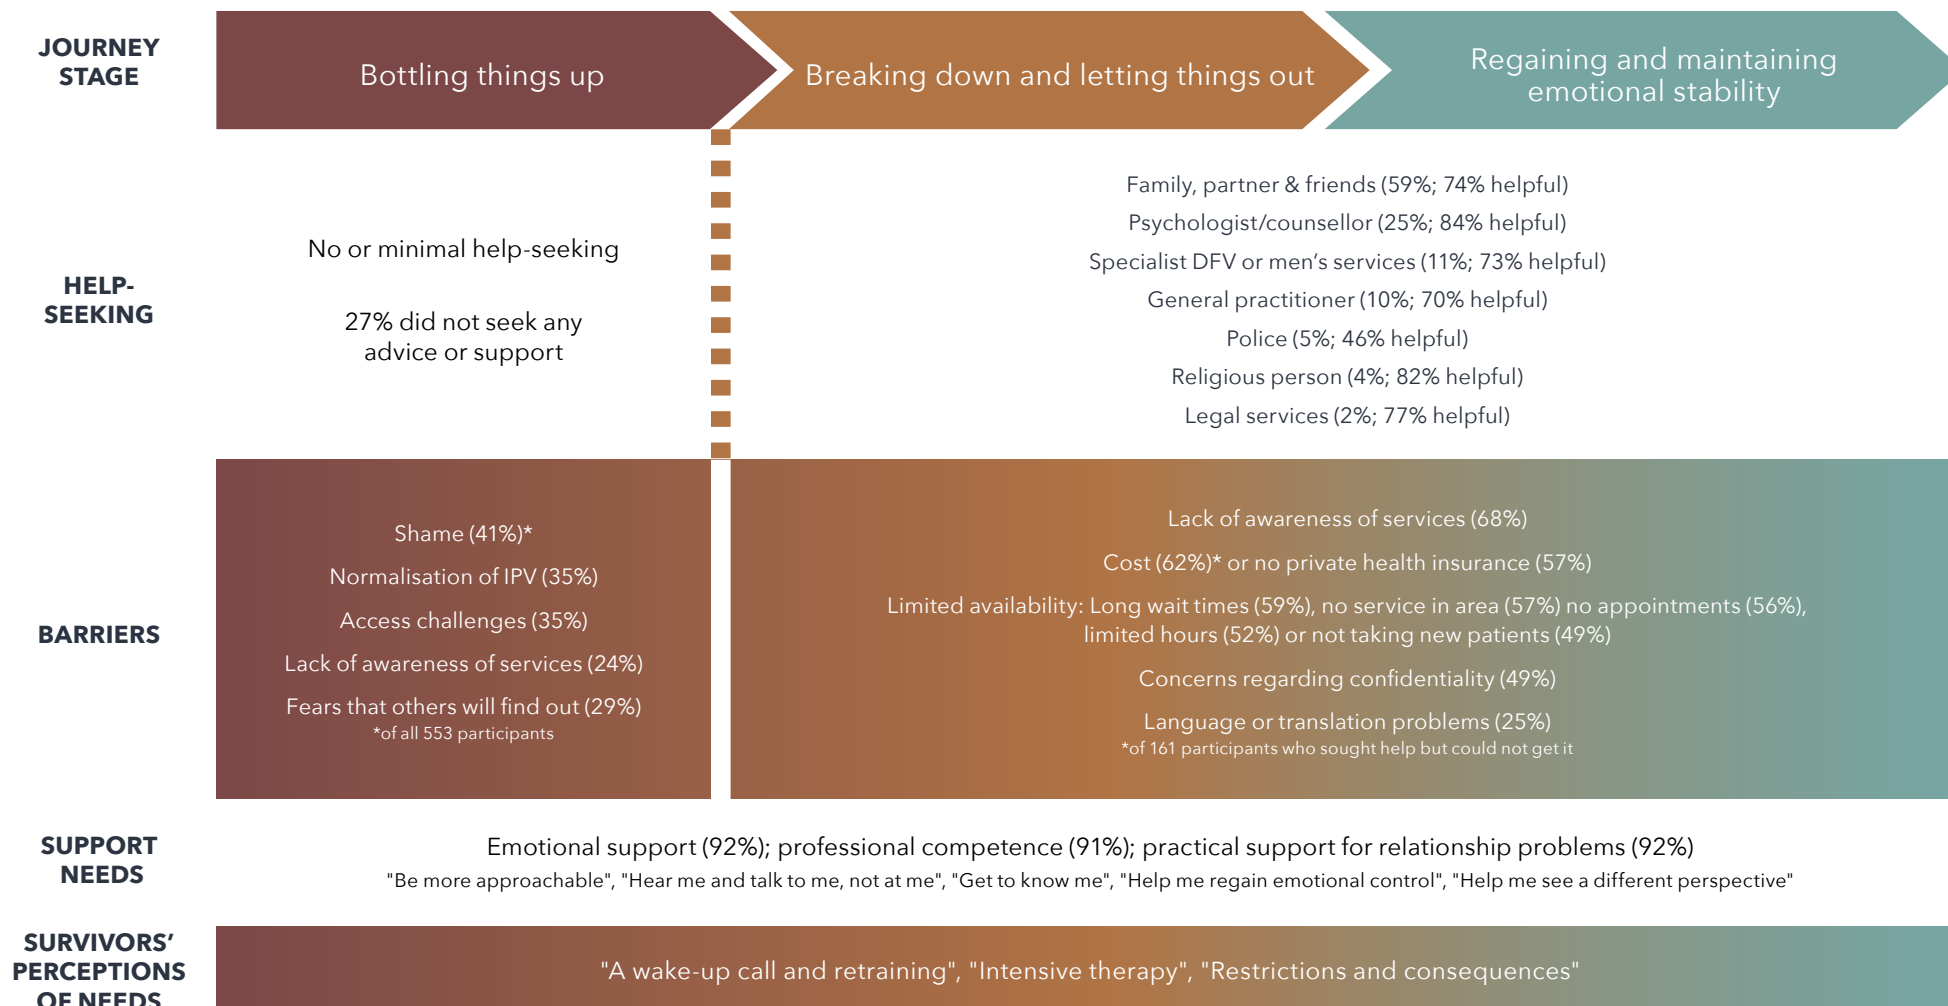 JOURNEY
STAGE
Bottling things up
Breaking down and letting things out
Regaining and maintaining
emotional stability
HELP-
SEEKING
No or minimal help-seeking
27% did not seek any
advice or support
Family, partner & friends (59%; 74% helpful)
Psychologist/counsellor (25%; 84% helpful)
Specialist DFV or men’s services (11%; 73% helpful)
General practitioner (10%; 70% helpful)
Police (5%; 46% helpful)
Religious person (4%; 82% helpful)
Legal services (2%; 77% helpful)
BARRIERS
Shame (41%)*
Normalisation of IPV (35%)
Access challenges (35%)
Lack of awareness of services (24%)
Fears that others will find out (29%)
*of all 553 participants
Lack of awareness of services (68%)
Cost (62%)* or no private health insurance (57%)
Limited availability: Long wait times (59%), no service in area (57%) no appointments (56%),
limited hours (52%) or not taking new patients (49%)
Concerns regarding confidentiality (49%)
Language or translation problems (25%)
*of 161 participants who sought help but could not get it
SUPPORT
NEEDS
Emotional support (92%); professional competence (91%); practical support for relationship problems (92%)
"Be more approachable", "Hear me and talk to me, not at me", "Get to know me", "Help me regain emotional control", "Help me see a different perspective"
SURVIVORS’
PERCEPTIONS
OF NEEDS
"A wake-up call and retraining", "Intensive therapy", "Restrictions and consequences"